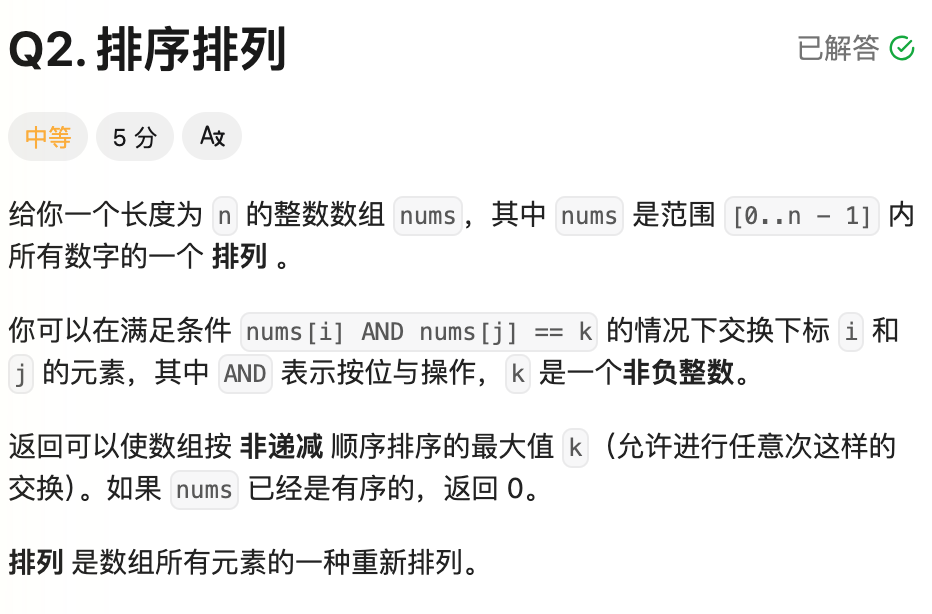 Q2. 排序排列
已解答
中等
5 分
给你一个长度为 n 的整数数组 nums，其中 nums 是范围 [0..n - 1] 内
所有数字的一个 排列 。
你可以在满足条件 nums[i] AND nums[j] == k 的情况下交换下标 i 和
j 的元素，其中 AND 表示按位与操作，k 是一个非负整数。
返回可以使数组按 非递减 顺序排序的最大值 k（允许进行任意次这样的
交换）。如果 nums 已经是有序的，返回 0。
排列 是数组所有元素的一种重新排列。